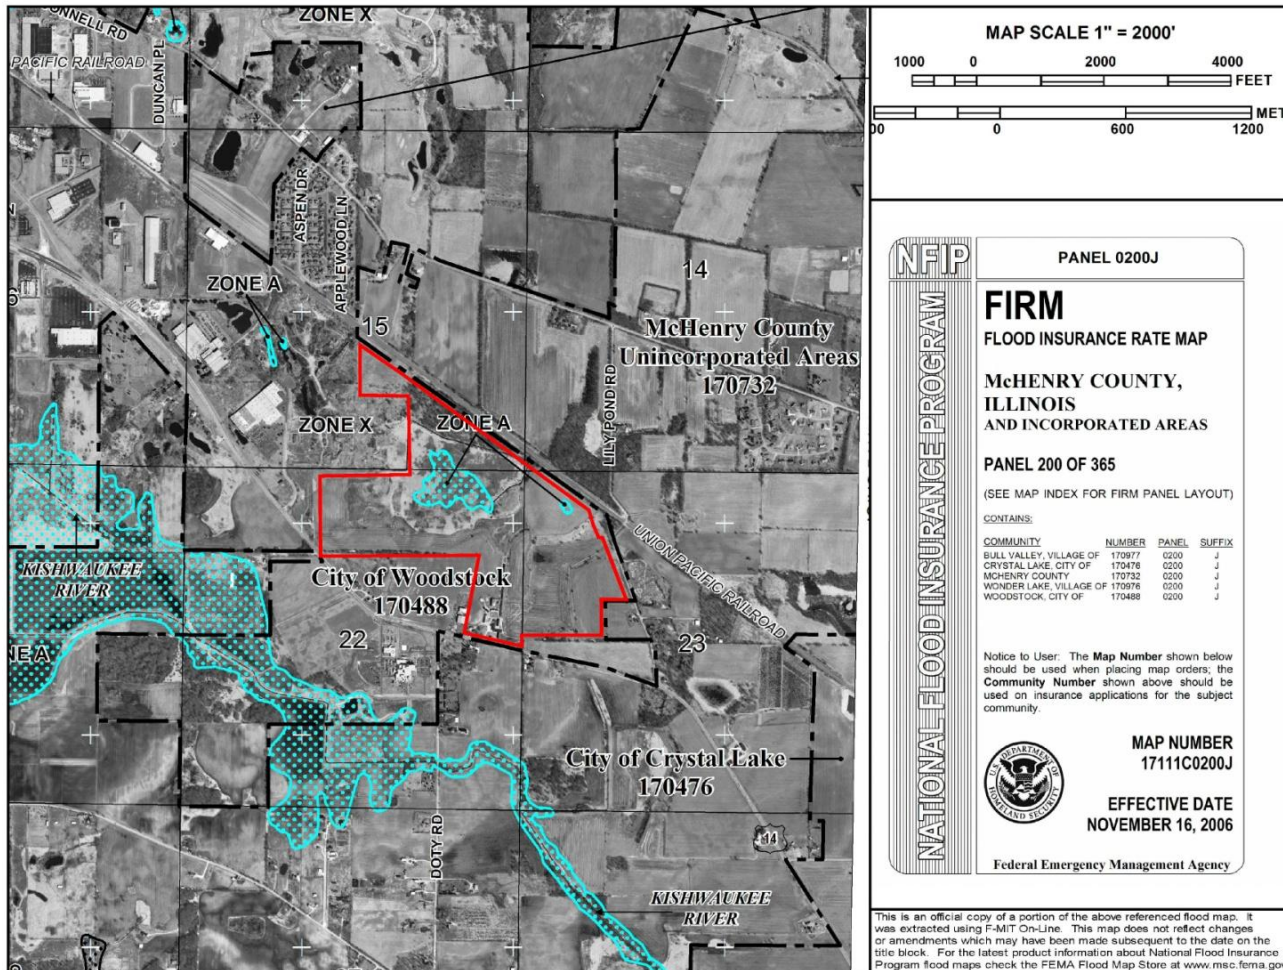 ZONE X
ONNELL RD
PACIFIC RAILROAD
DUNCAN PL
ASPEN DR
APPLEWOOD LN
ZONE A
14
15
McHenry County
Unincorporated Areas
170732
ZONE X
ZONE A
LILY POND RD
UNION PACIFIC RAILROAD
KISHWAUKEE
RIVER
City of Woodstock
170488
22
23
NE A
City of Crystal Lake
170476
DOTY RD
14
KISHWAUKEE
RIVER
MAP SCALE 1" = 2000'
1000 0 2000 4000
FEET
MET
00 0 600 1200
NFIP
NATIONAL FLOOD INSURANCE PROGRAM
PANEL 0200J
FIRM
FLOOD INSURANCE RATE MAP
McHENRY COUNTY,
ILLINOIS
AND INCORPORATED AREAS
PANEL 200 OF 365
(SEE MAP INDEX FOR FIRM PANEL LAYOUT)
CONTAINS:
COMMUNITY NUMBER PANEL SUFFIX
BULL VALLEY, VILLAGE OF 170977 0200 J
CRYSTAL LAKE, CITY OF 170476 0200 J
MCHENRY COUNTY 170732 0200 J
WONDER LAKE, VILLAGE OF 170976 0200 J
WOODSTOCK, CITY OF 170488 0200 J
Notice to User: The Map Number shown below
should be used when placing map orders; the
Community Number shown above should be
used on insurance applications for the subject
community.
U.S. DEPARTMENT OF
HOMELAND SECURITY
MAP NUMBER
17111C0200J
EFFECTIVE DATE
NOVEMBER 16, 2006
Federal Emergency Management Agency
This is an official copy of a portion of the above referenced flood map. It
was extracted using F-MIT On-Line. This map does not reflect changes
or amendments which may have been made subsequent to the date on the
title block. For the latest product information about National Flood Insurance
Program flood maps check the FEMA Flood Map Store at www.msc.fema.gov